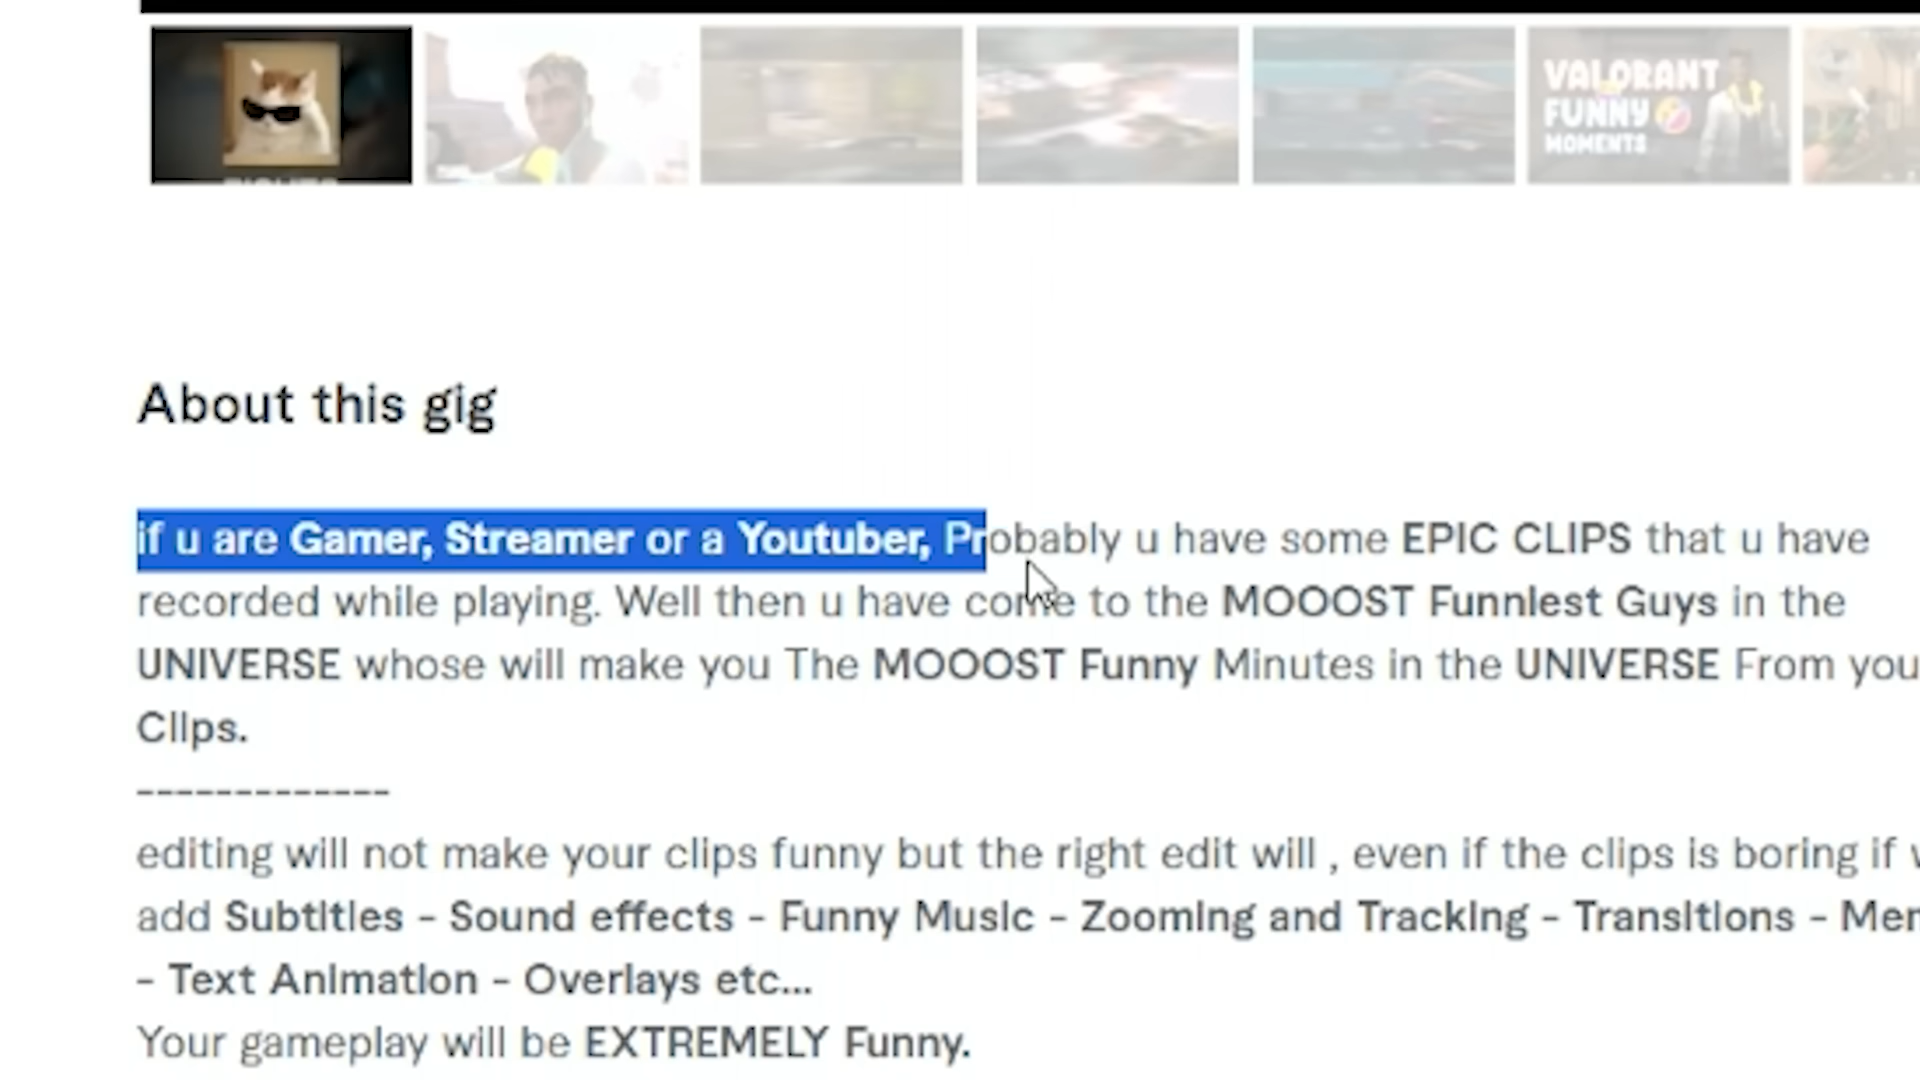 VALORANT
FUNNY
MOMENTS
About this gig
if u are Gamer, Streamer or a Youtuber, Probably u have some EPIC CLIPS that u have
recorded while playing. Well then u have come to the MOOOST Funniest Guys in the
UNIVERSE whose will make you The MOOOST Funny Minutes in the UNIVERSE From you
Clips.
-------------
editing will not make your clips funny but the right edit will , even if the clips is boring if
add Subtitles - Sound effects - Funny Music - Zooming and Tracking - Transitions -
- Text Animation - Overlays etc...
Your gameplay will be EXTREMELY Funny.